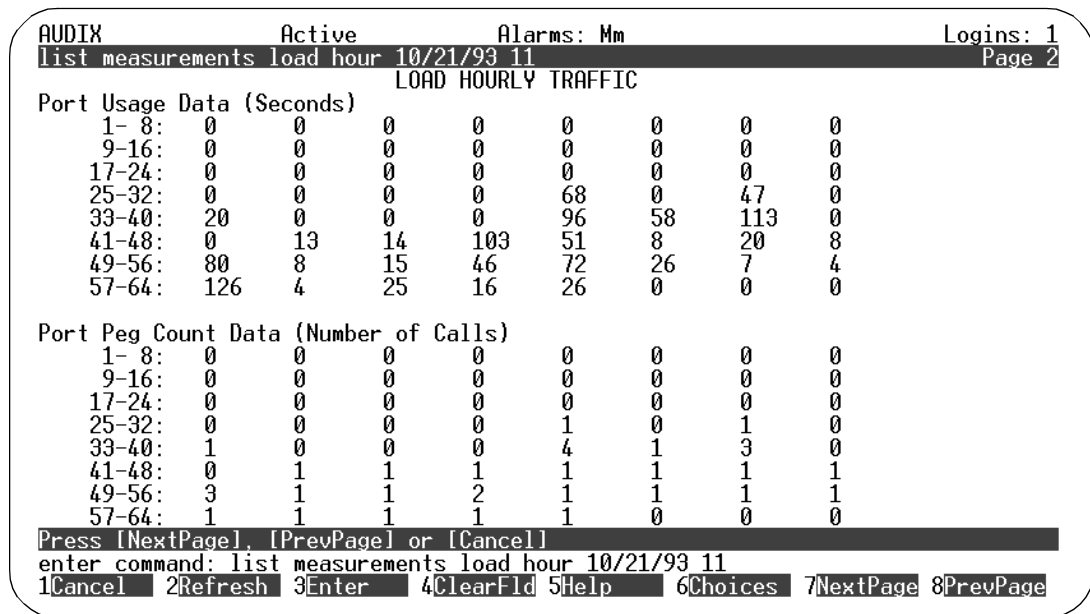 AUDIX Active Alarms: Mm Logins: 1
list measurements load hour 10/21/93 11 Page 2
LOAD HOURLY TRAFFIC
Port Usage Data (Seconds)
1- 8: 0 0 0 0 0 0 0 0
9-16: 0 0 0 0 0 0 0 0
17-24: 0 0 0 0 0 0 0 0
25-32: 0 0 0 0 68 0 47 0
33-40: 20 0 0 0 96 58 113 0
41-48: 0 13 14 103 51 8 20 8
49-56: 80 8 15 46 72 26 7 4
57-64: 126 4 25 16 26 0 0 0
Port Peg Count Data (Number of Calls)
1- 8: 0 0 0 0 0 0 0 0
9-16: 0 0 0 0 0 0 0 0
17-24: 0 0 0 0 0 0 0 0
25-32: 0 0 0 0 1 0 1 0
33-40: 1 0 0 0 4 1 3 0
41-48: 0 1 1 1 1 1 1 1
49-56: 3 1 1 2 1 1 1 1
57-64: 1 1 1 1 1 0 0 0
Press [NextPage], [PrevPage] or [Cancel]
enter command: list measurements load hour 10/21/93 11
1Cancel 2Refresh 3Enter 4ClearFld 5Help 6Choices 7NextPage 8PrevPage